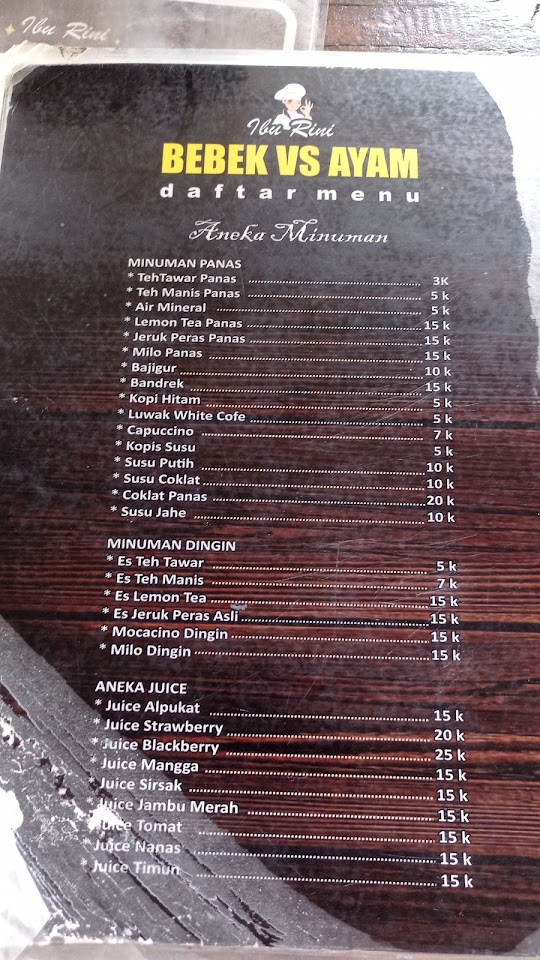 Ibu Rini
Ibu Rini
BEBEK VS AYAM
daftar menu
Aneka Minuman
MINUMAN PANAS
* TehTawar Panas 3K
* Teh Manis Panas 5 k
* Air Mineral 5 k
* Lemon Tea Panas 15 k
* Jeruk Peras Panas 15 k
* Milo Panas 15 k
* Bajigur 10 k
* Bandrek 15 k
* Kopi Hitam 5 k
* Luwak White Cofe 5 k
* Capuccino 7 k
* Kopis Susu 5 k
* Susu Putih 10 k
* Susu Coklat 10 k
* Coklat Panas 20 k
* Susu Jahe 10 k
MINUMAN DINGIN
* Es Teh Tawar 5 k
* Es Teh Manis 7 k
* Es Lemon Tea 15 k
* Es Jeruk Peras Asli 15 k
* Mocacino Dingin 15 k
* Milo Dingin 15 k
ANEKA JUICE
* Juice Alpukat 15 k
* Juice Strawberry 20 k
* Juice Blackberry 25 k
* Juice Mangga 15 k
* Juice Sirsak 15 k
* Juice Jambu Merah 15 k
* Juice Tomat 15 k
* Juice Nanas 15 k
* Juice Timun 15 k